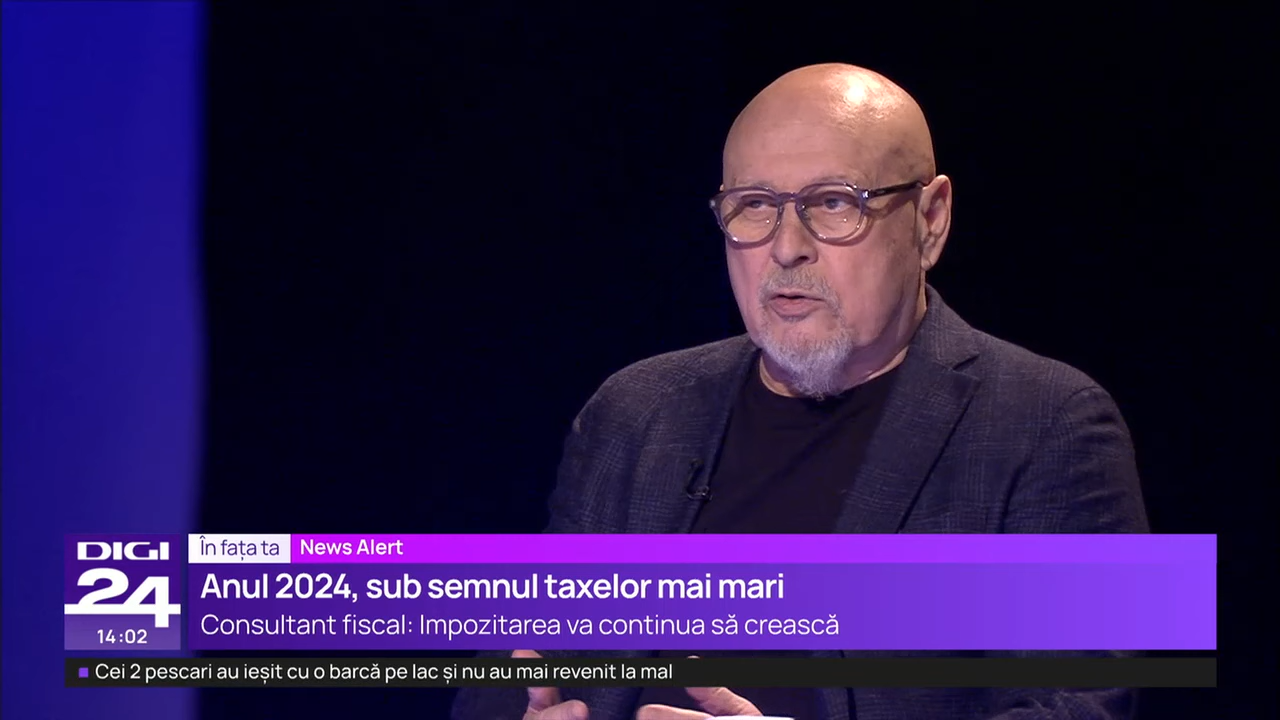 DIGI
24
14:02
În fața ta
News Alert
Anul 2024, sub semnul taxelor mai mari
Consultant fiscal: Impozitarea va continua să crească
Cei 2 pescari au ieșit cu o barcă pe lac și nu au mai revenit la mal